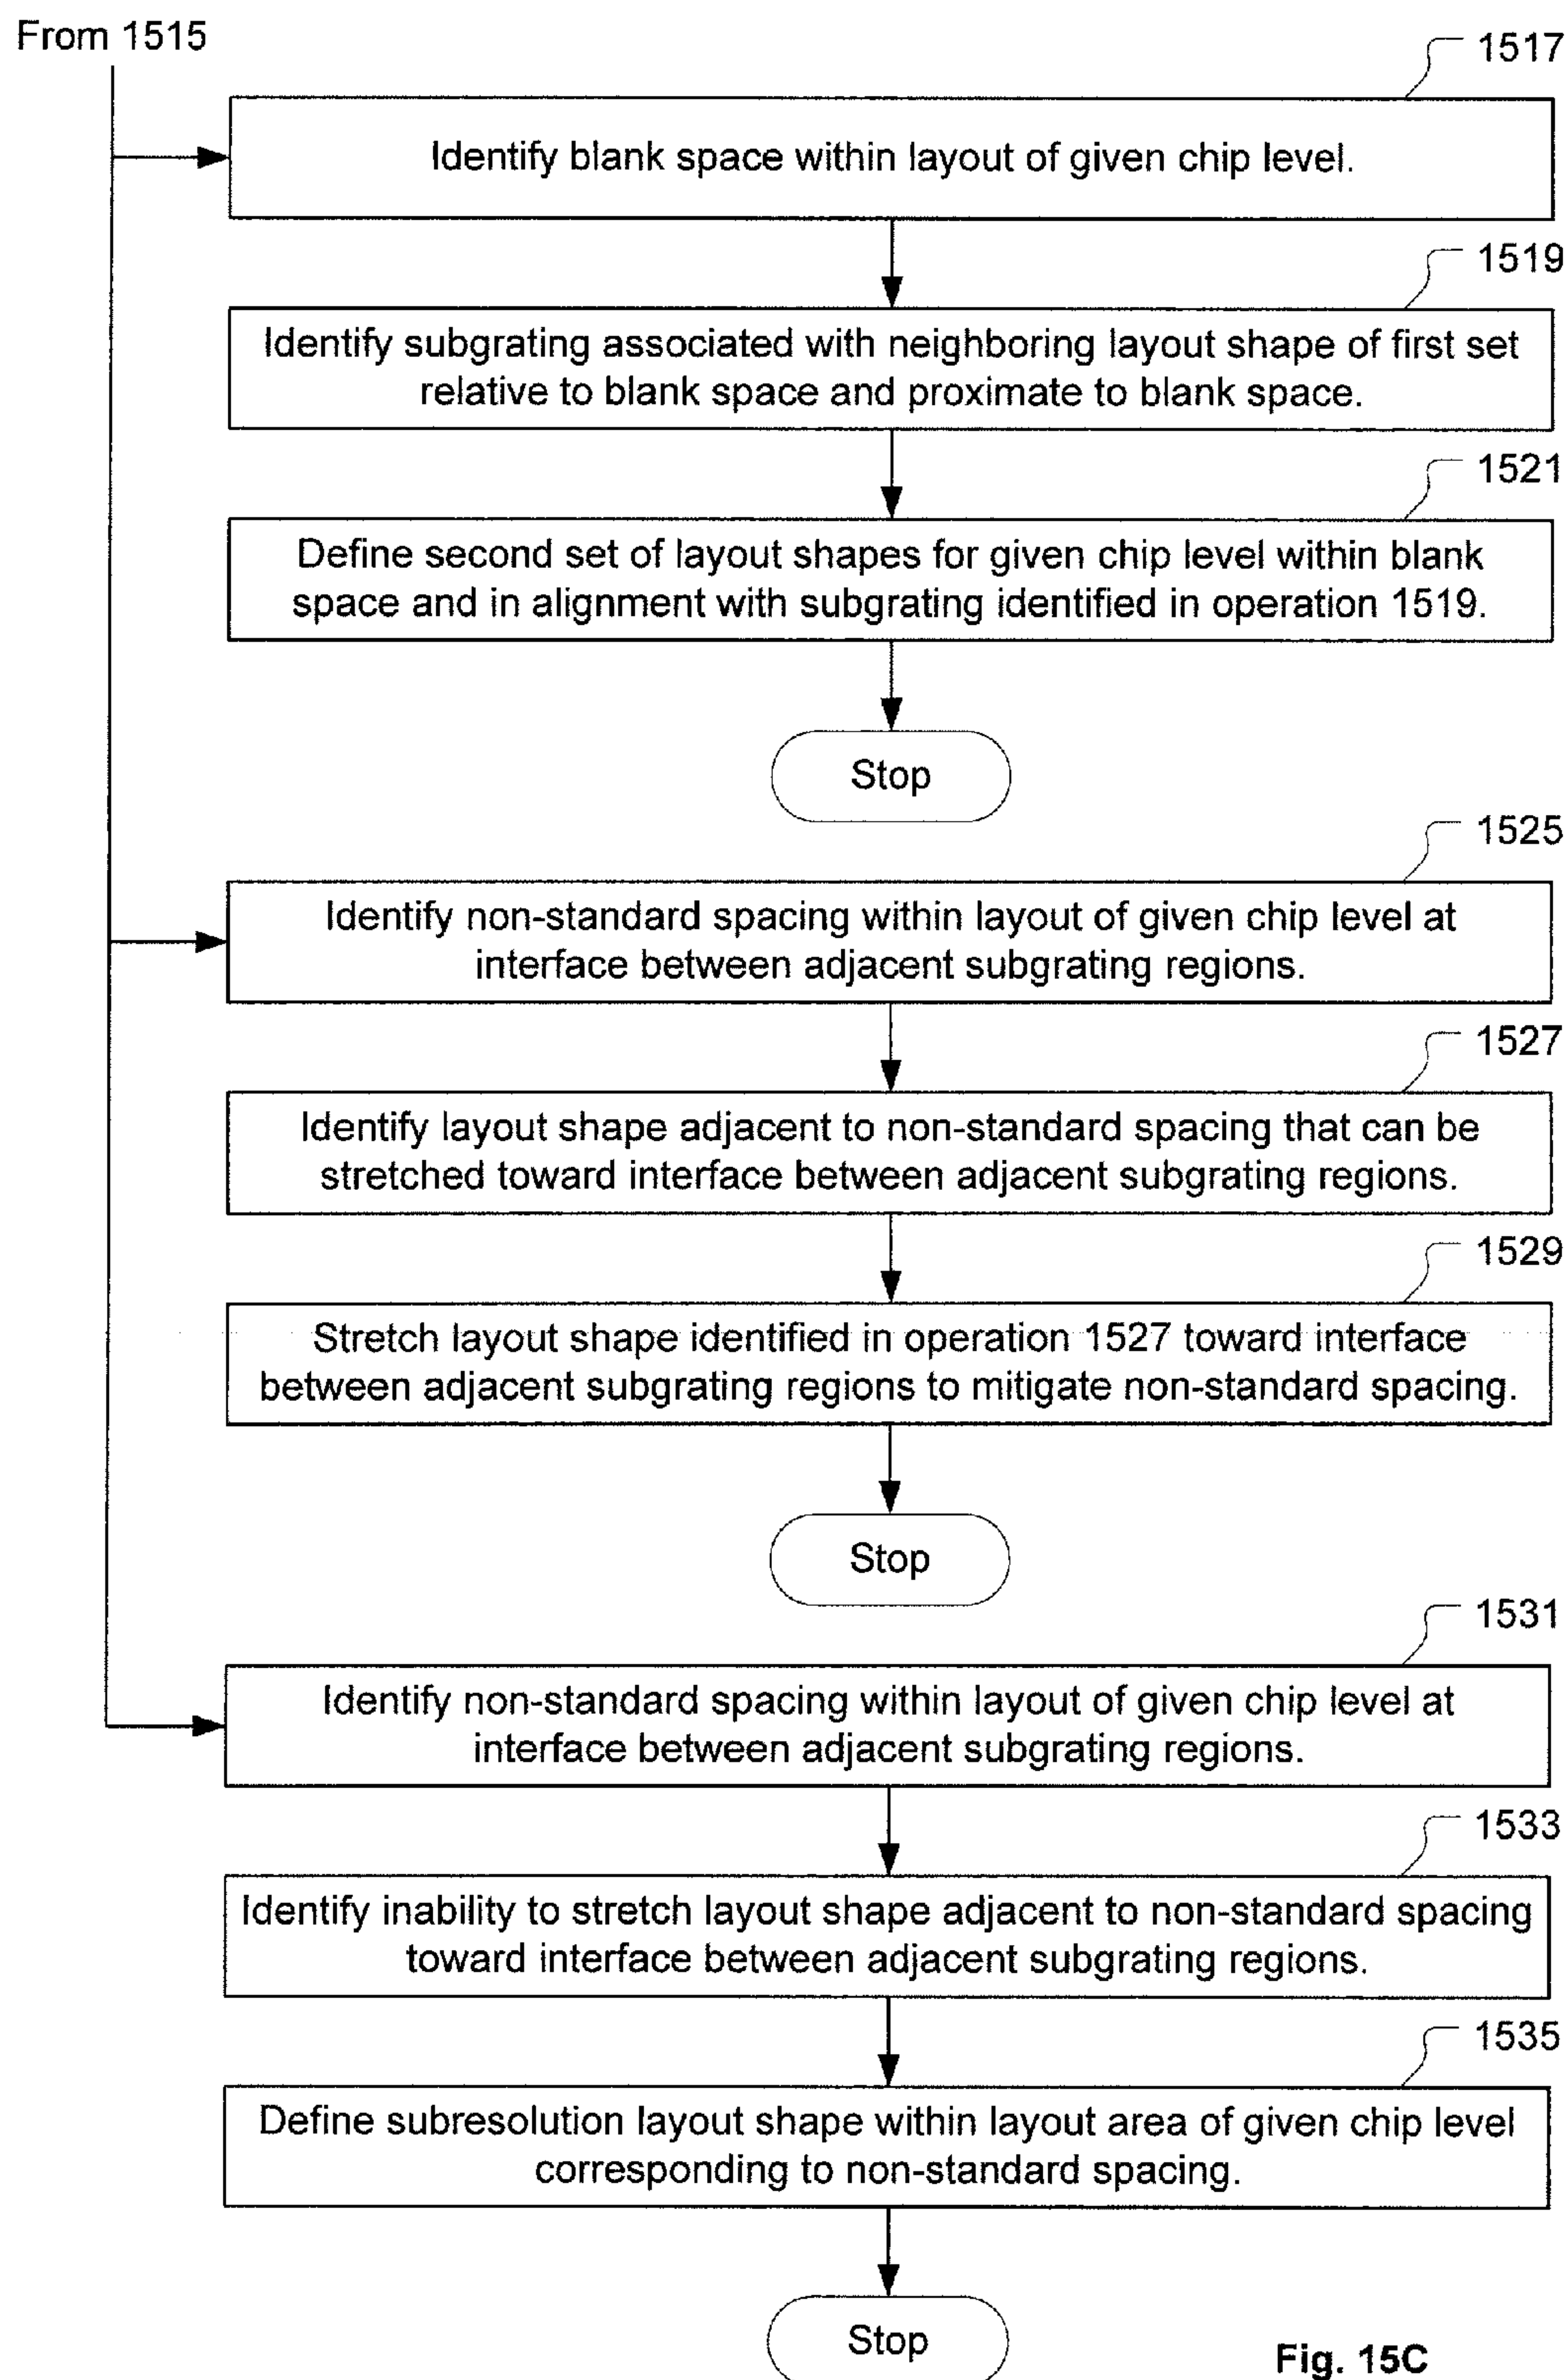 From 1515
1517
Identify blank space within layout of given chip level.
1519
Identify subgrating associated with neighboring layout shape of first set
relative to blank space and proximate to blank space.
1521
Define second set of layout shapes for given chip level within blank
space and in alignment with subgrating identified in operation 1519.
Stop
1525
Identify non-standard spacing within layout of given chip level at
interface between adjacent subgrating regions.
1527
Identify layout shape adjacent to non-standard spacing that can be
stretched toward interface between adjacent subgrating regions.
1529
Stretch layout shape identified in operation 1527 toward interface
between adjacent subgrating regions to mitigate non-standard spacing.
Stop
1531
Identify non-standard spacing within layout of given chip level at
interface between adjacent subgrating regions.
1533
Identify inability to stretch layout shape adjacent to non-standard spacing
toward interface between adjacent subgrating regions.
1535
Define subresolution layout shape within layout area of given chip level
corresponding to non-standard spacing.
Stop
Fig. 15C